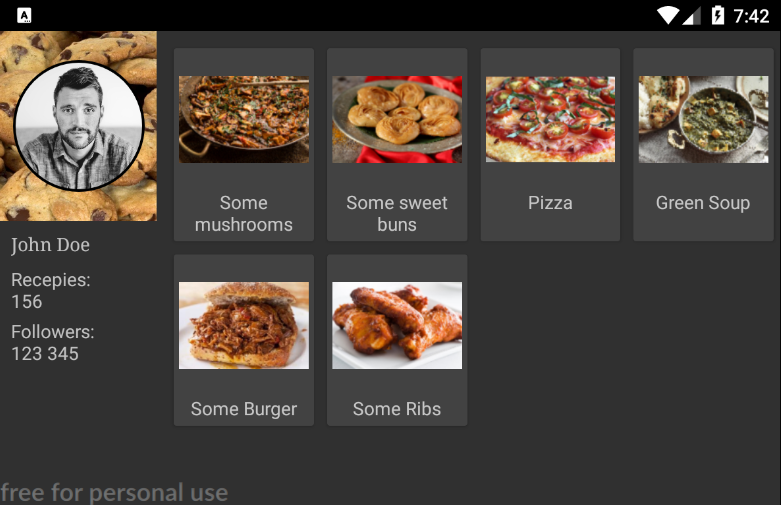 A
7:42
John Doe
Recepies:
156
Followers:
123 345
Some
mushrooms
Some sweet
buns
Pizza
Green Soup
Some Burger
Some Ribs
free for personal use